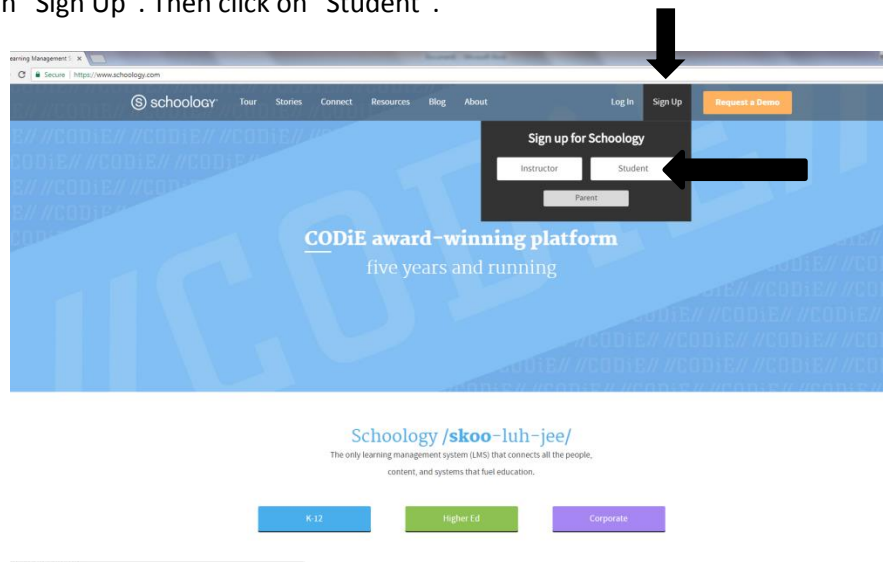 n "Sign Up". Then click on "Student".
earning Management S
Secure | https://www.schoology.com
S schoology Tour Stories Connect Resources Blog About Log In Sign Up Request a Demo
Sign up for Schoology
Instructor Student
Parent
CODiE award-winning platform
five years and running
Schoology /skoo-luh-jee/
The only learning management system (LMS) that connects all the people,
content, and systems that fuel education.
K-12 Higher Ed Corporate